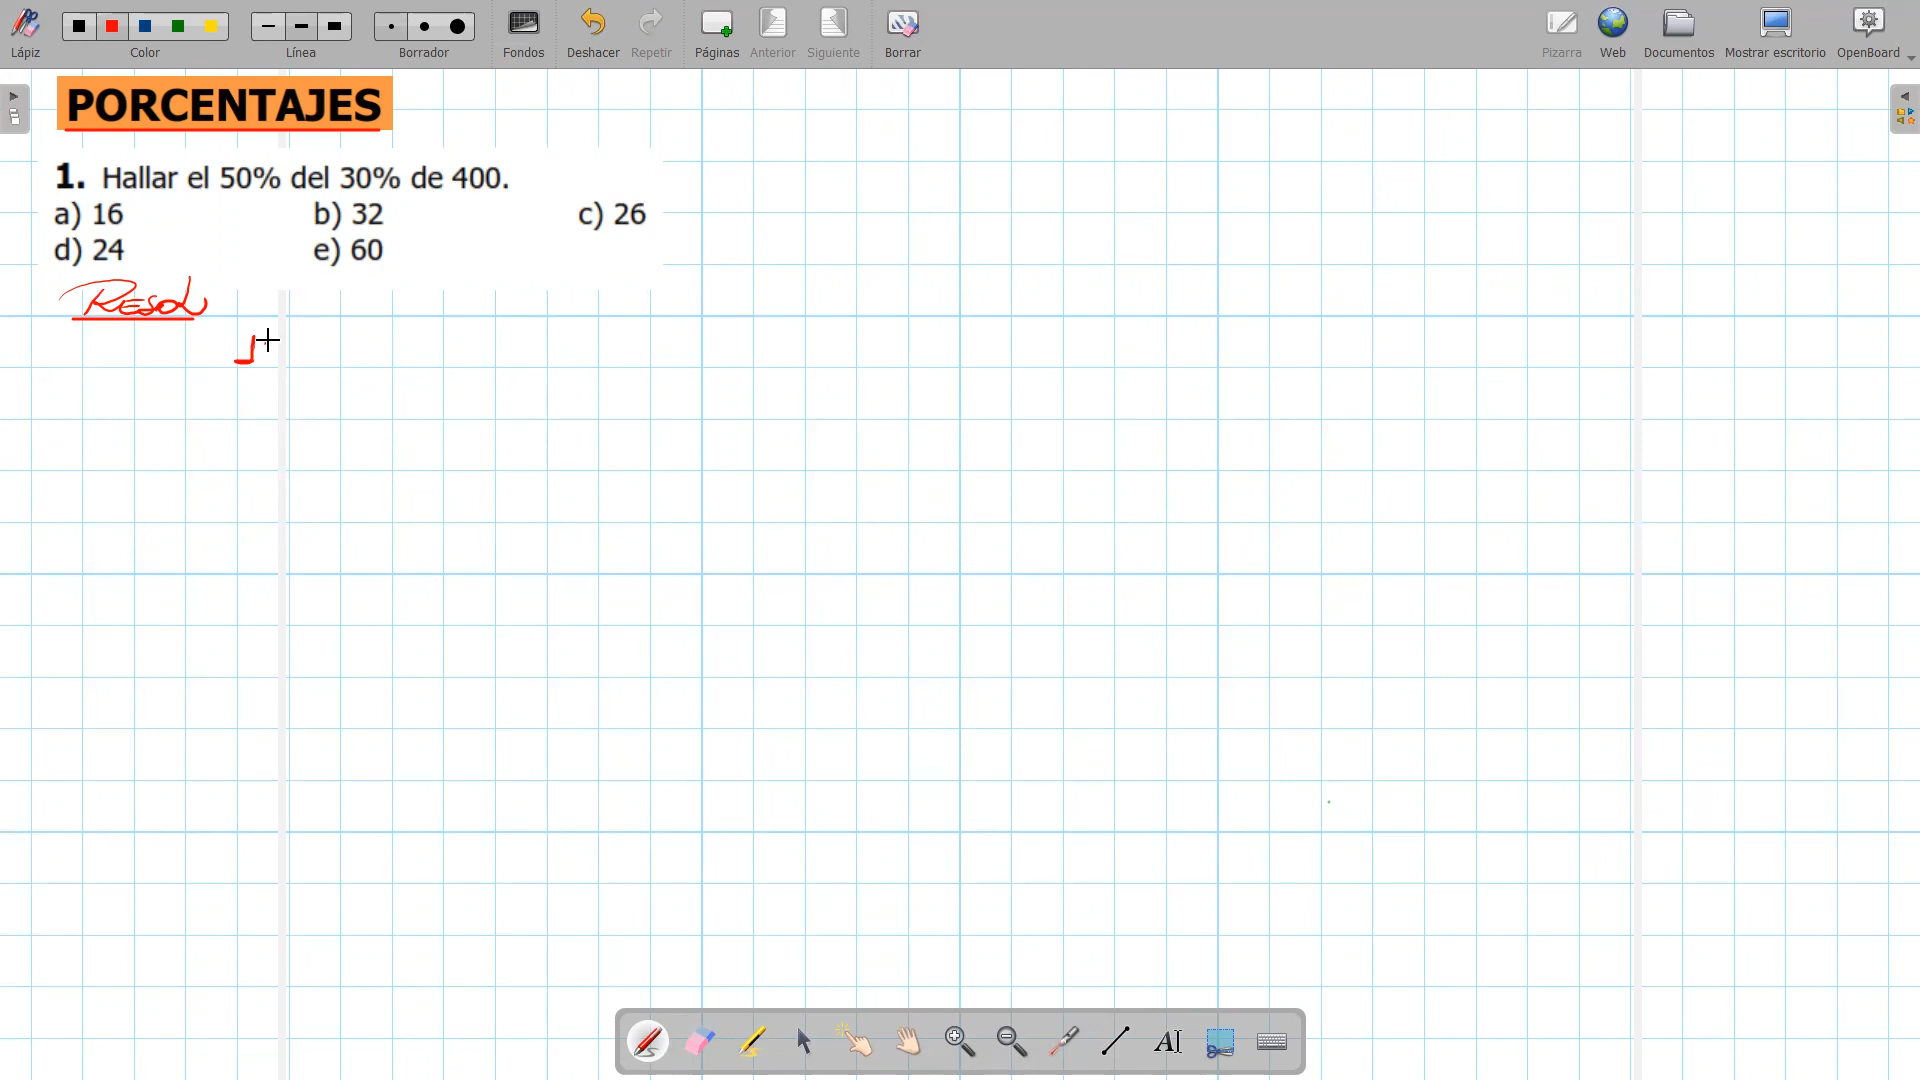 Lápiz
Color
Línea
Borrador
Fondos
Deshacer
Repetir
Páginas
Anterior
Siguiente
Borrar
Pizarra
Web
Documentos
Mostrar escritorio
OpenBoard
PORCENTAJES
1. Hallar el 50% del 30% de 400.
a) 16 b) 32 c) 26
d) 24 e) 60
RESOL